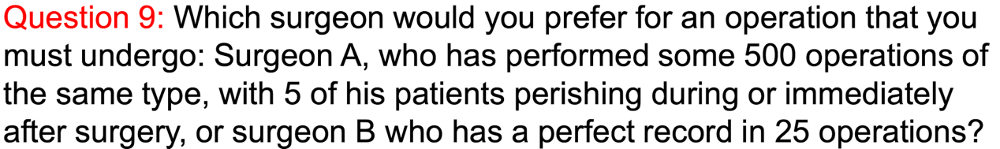 Question 9: Which surgeon would you prefer for an operation that you
must undergo: Surgeon A, who has performed some 500 operations of
the same type, with 5 of his patients perishing during or immediately
after surgery, or surgeon B who has a perfect record in 25 operations?